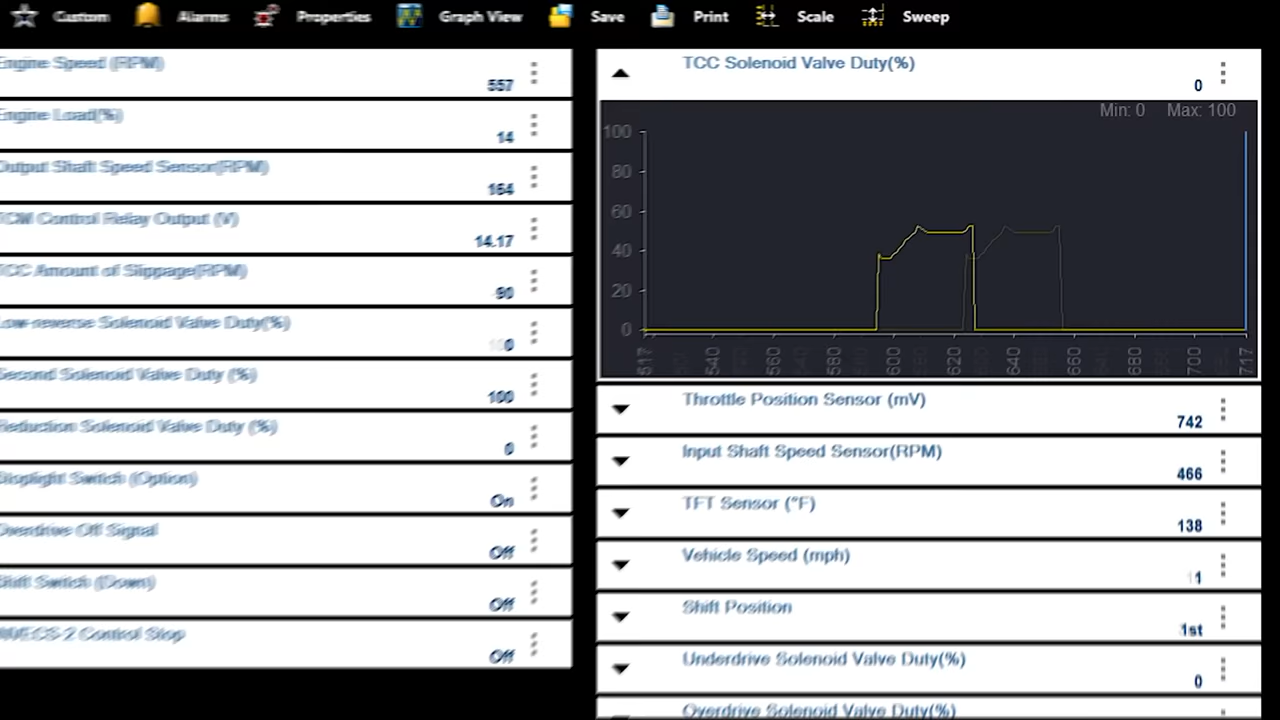 Custom Alarms Properties Graph View Save Print Scale Sweep
Engine Speed (RPM)
557
Engine Load(%)
14
Output Shaft Speed Sensor(RPM)
164
TCM Control Relay Output (V)
14.17
TCC Amount of Slippage(RPM)
-90
Low-reverse Solenoid Valve Duty(%)
0
Second Solenoid Valve Duty (%)
100
Reduction Solenoid Valve Duty (%)
0
Stoplight Switch (Option)
On
Overdrive Off Signal
Off
Shift Switch (Down)
Off
INVECS-2 Control Stop
Off
TCC Solenoid Valve Duty(%)
0
Min: 0 Max: 100
100
80
60
40
20
0
517 540 560 580 600 620 640 660 680 700 717
Throttle Position Sensor (mV)
742
Input Shaft Speed Sensor(RPM)
466
TFT Sensor (°F)
138
Vehicle Speed (mph)
1
Shift Position
1st
Underdrive Solenoid Valve Duty(%)
0
Overdrive Solenoid Valve Duty(%)